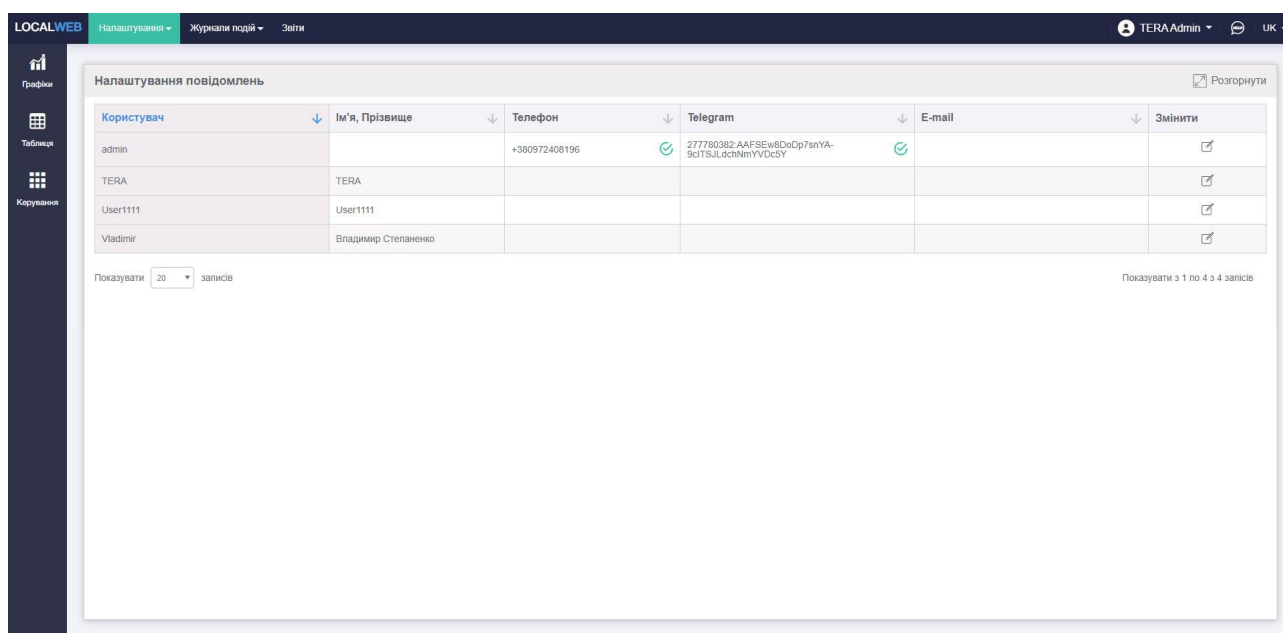 LOCALWEB Налаштування Журнали подій Звіти TERA Admin UK
Графіки
Таблиця
Керування
Налаштування повідомлень Розгорнути
Користувач Ім'я, Прізвище Телефон Telegram E-mail Змінити
admin +380972408196 277780382:AAFSEw8DoDp7snYA-
9cITSJLdchNmYVDc5Y
TERA TERA
User1111 User1111
Vladimir Владимир Степаненко
Показувати 20 записів Показувати з 1 по 4 з 4 запісів